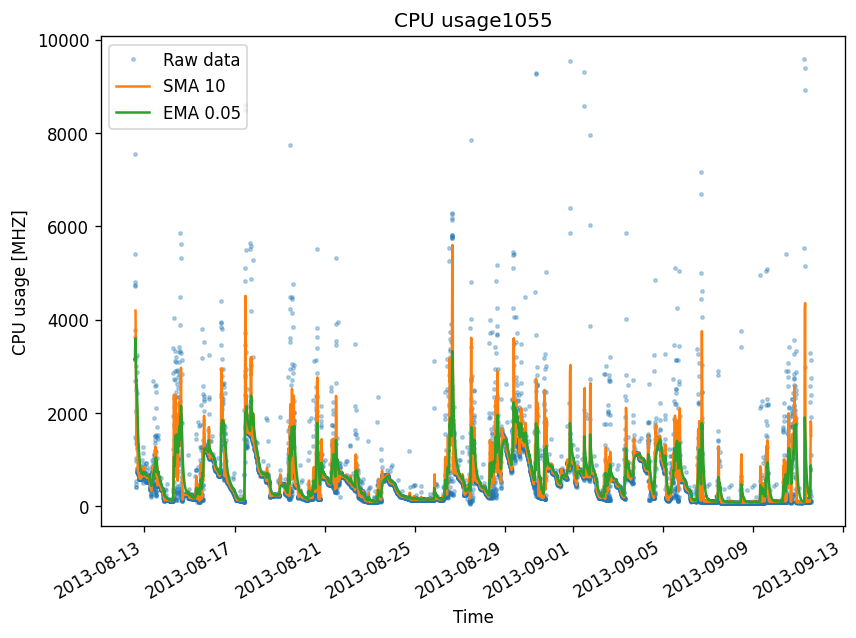 CPU usage1055
10000
8000
6000
4000
2000
0
CPU usage [MHZ]
Raw data
SMA 10
EMA 0.05
2013-08-13
2013-08-17
2013-08-21
2013-08-25
2013-08-29
2013-09-01
2013-09-05
2013-09-09
2013-09-13
Time